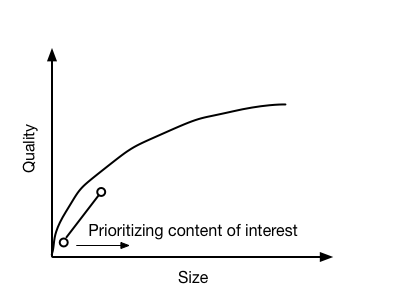 Quality
Prioritizing content of interest
Size